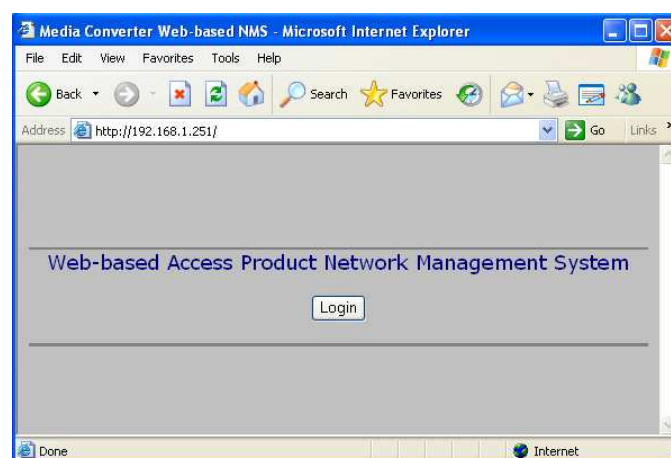 Media Converter Web-based NMS - Microsoft Internet Explorer
File Edit View Favorites Tools Help
Back Search Favorites
Address http://192.168.1.251/ Go Links
Web-based Access Product Network Management System
Login
Done Internet